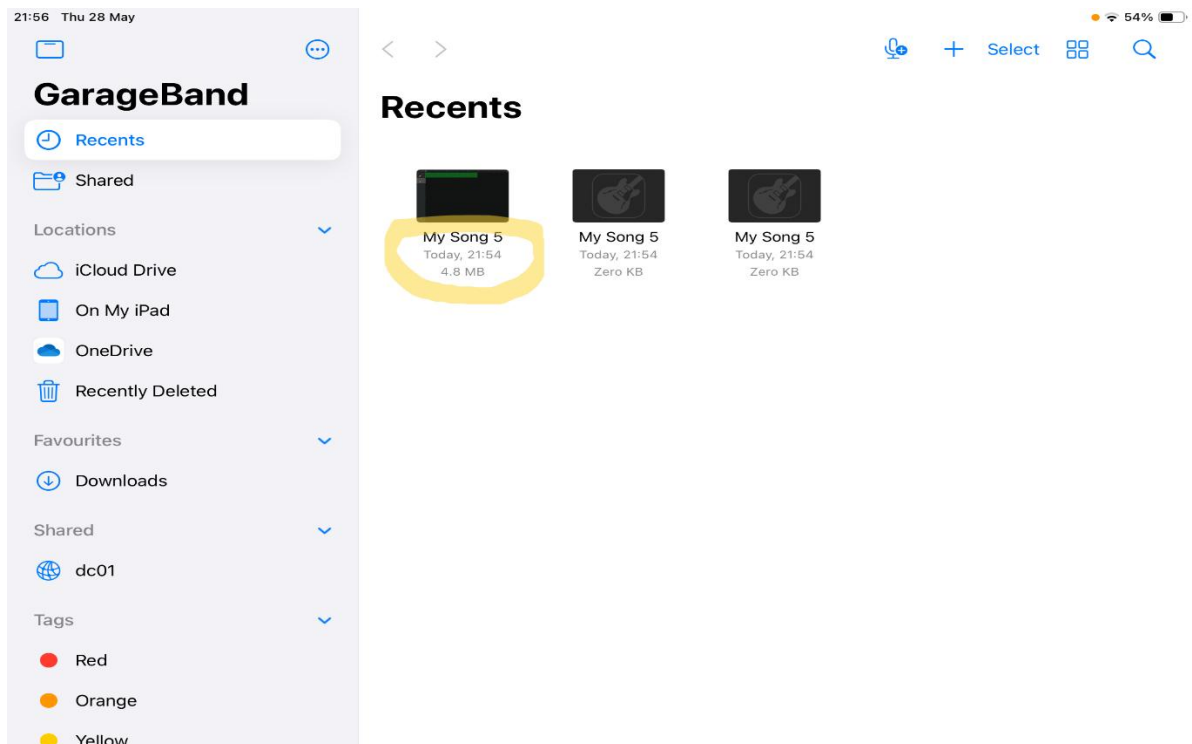 21:56 Thu 28 May
54%
GarageBand
Recents
Shared
Locations
iCloud Drive
On My iPad
OneDrive
Recently Deleted
Favourites
Downloads
Shared
dc01
Tags
Red
Orange
Yellow
Select
Recents
My Song 5
Today, 21:54
4.8 MB
My Song 5
Today, 21:54
Zero KB
My Song 5
Today, 21:54
Zero KB